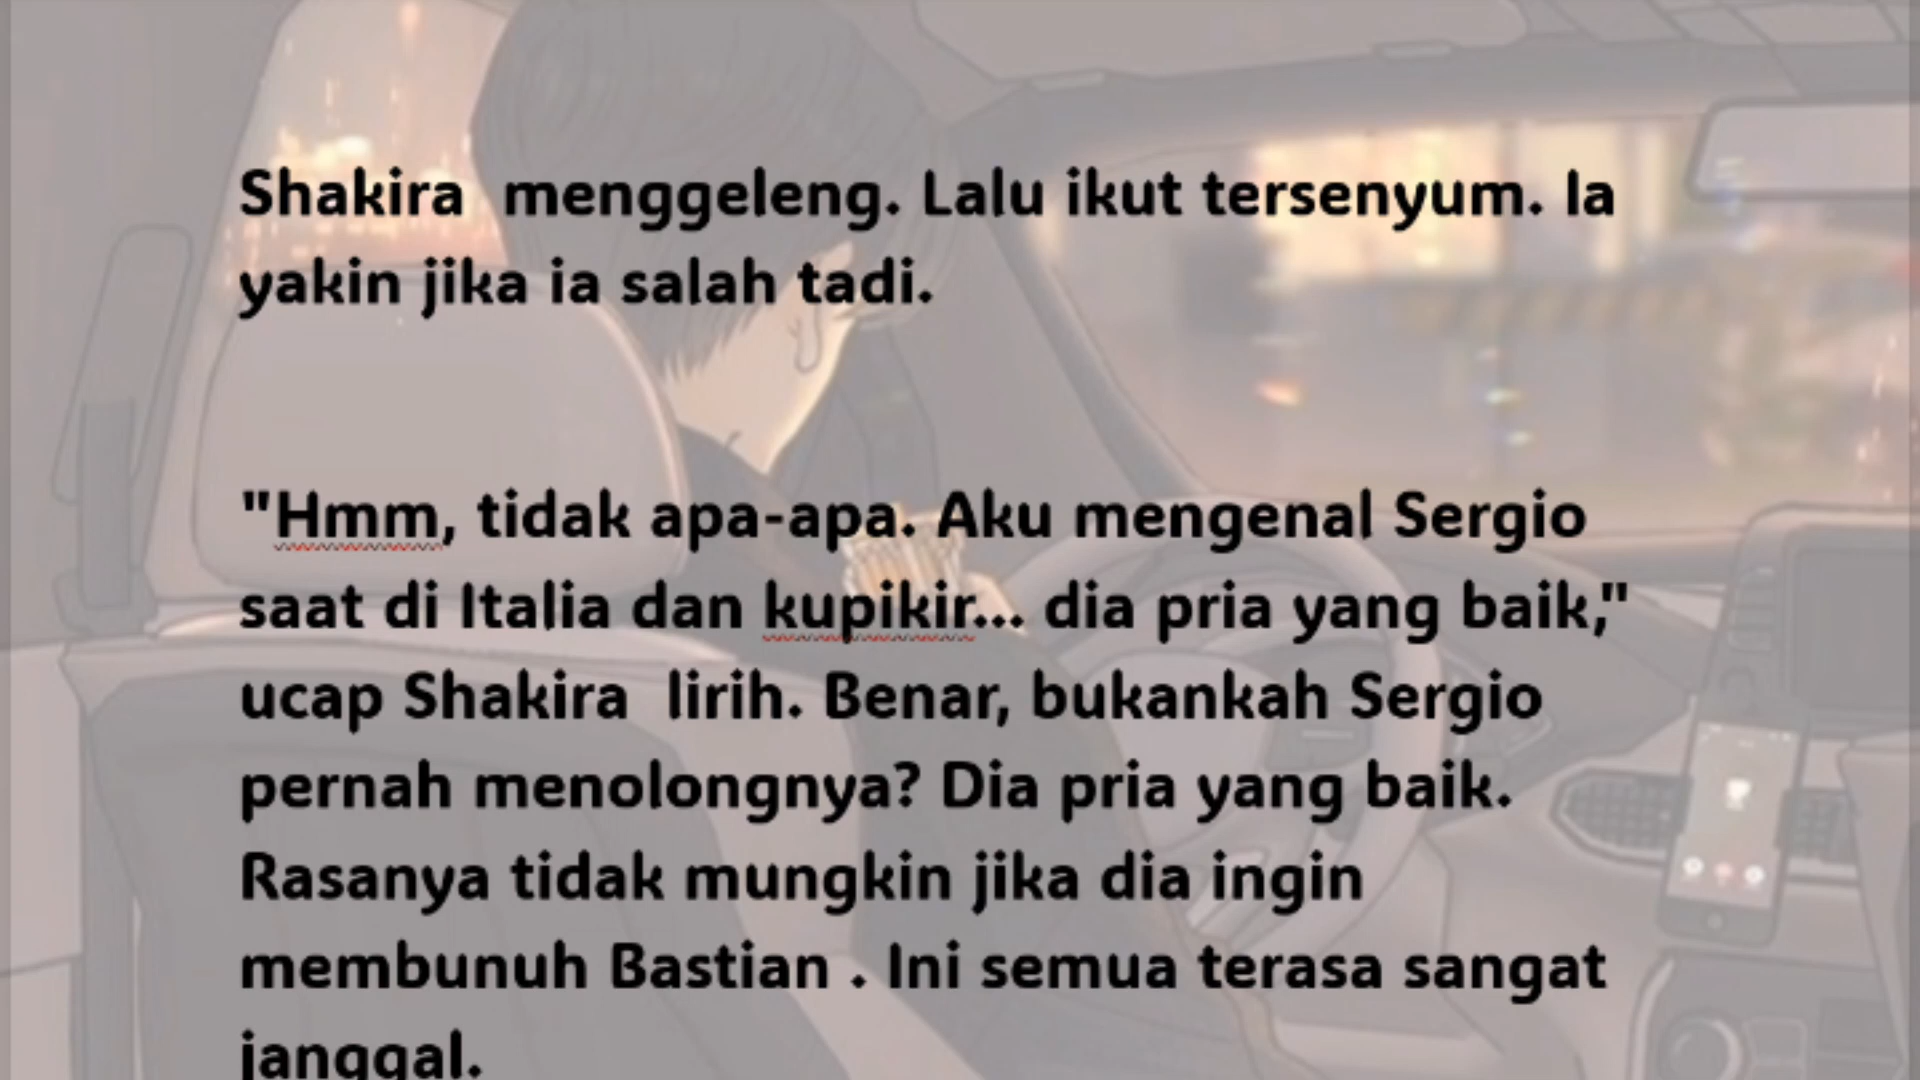 Shakira  menggeleng. Lalu ikut tersenyum. Ia
yakin jika ia salah tadi.
"Hmm, tidak apa-apa. Aku mengenal Sergio
saat di Italia dan kupikir... dia pria yang baik,"
ucap Shakira  lirih. Benar, bukankah Sergio
pernah menolongnya? Dia pria yang baik.
Rasanya tidak mungkin jika dia ingin
membunuh Bastian . Ini semua terasa sangat
janggal.